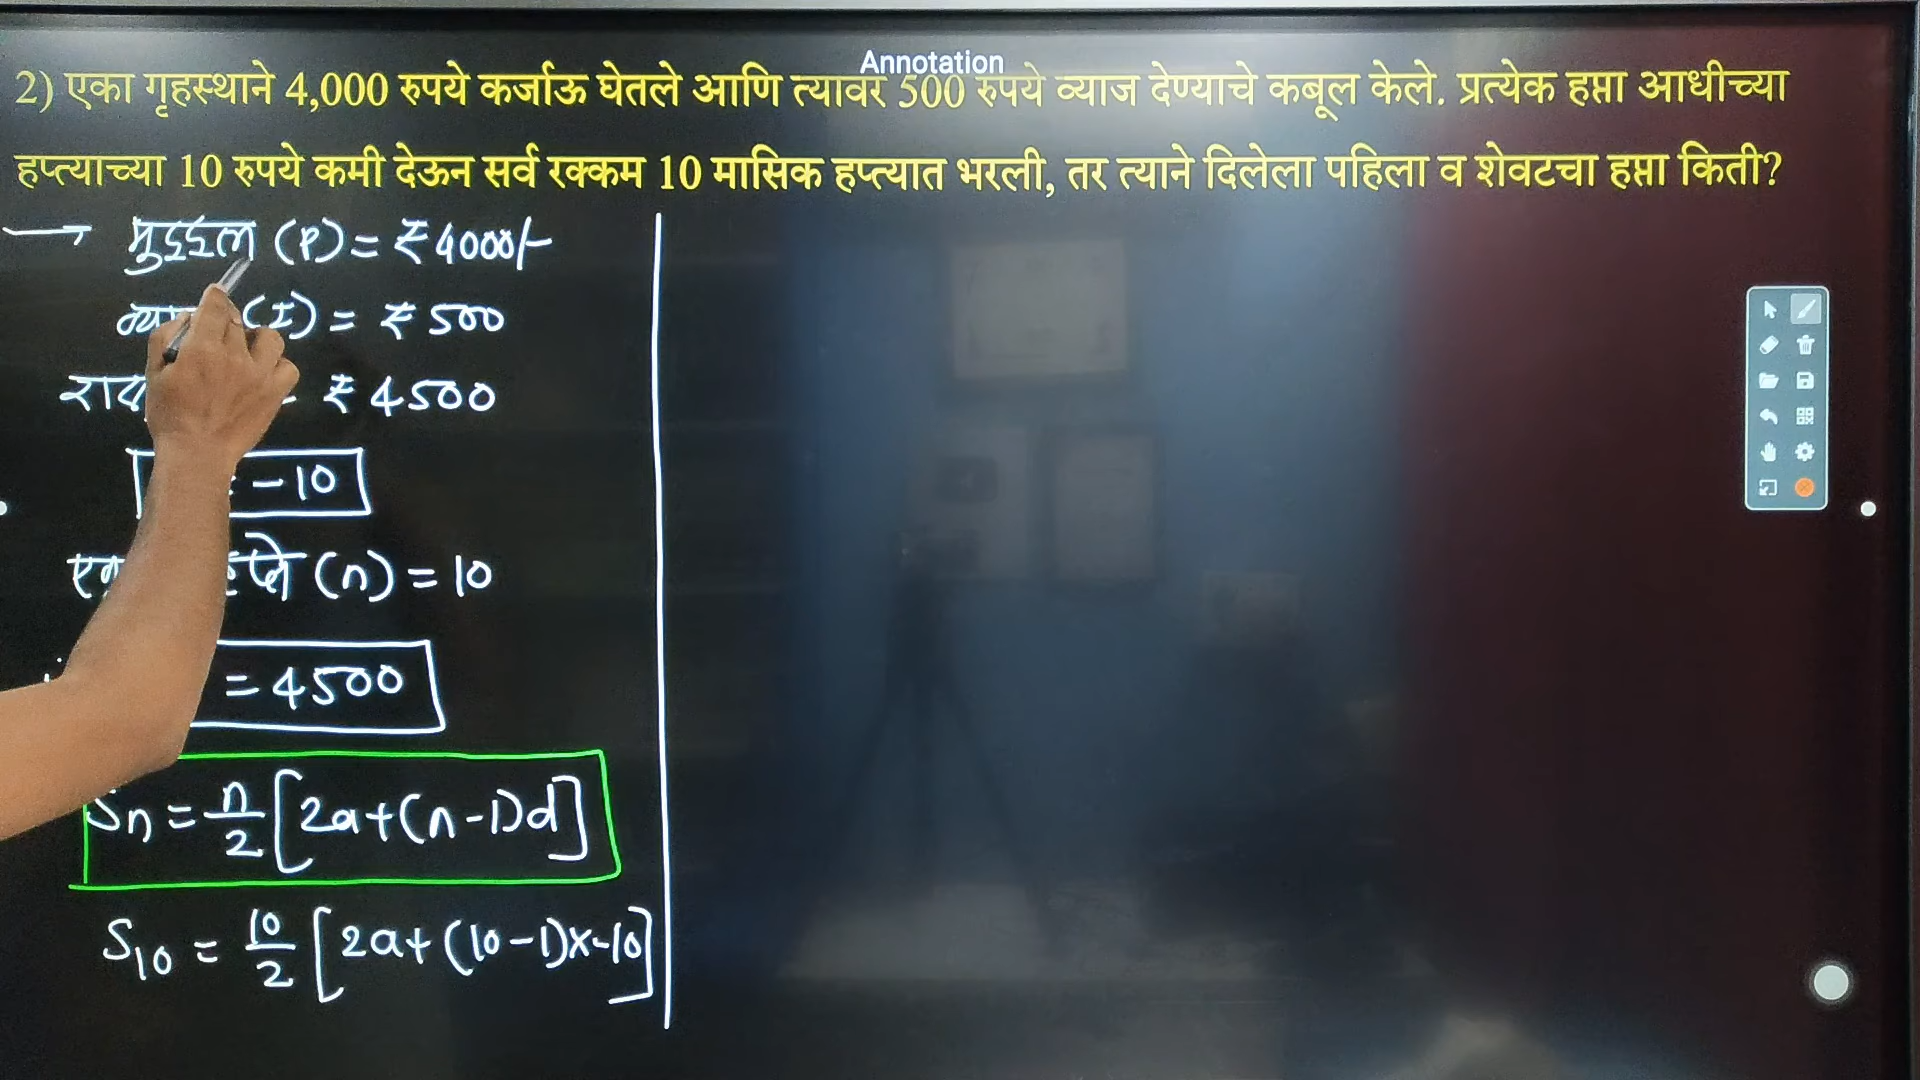 Annotation
2) एका गृहस्थाने 4,000 रुपये कर्जाऊ घेतले आणि त्यावर 500 रुपये व्याज देण्याचे कबूल केले. प्रत्येक हप्ता आधीच्या
हप्त्याच्या 10 रुपये कमी देऊन सर्व रक्कम 10 मासिक हप्त्यात भरली, तर त्याने दिलेला पहिला व शेवटचा हप्ता किती?
→ मुद्दल (P) = ₹ 4000/-
(I) = ₹ 500
= ₹ 4500
= -10
हप्ते (n) = 10
= 4500
Sn = n/2 [2a+(n-1)d]
S10 = 10/2 [2a+(10-1)x-10]